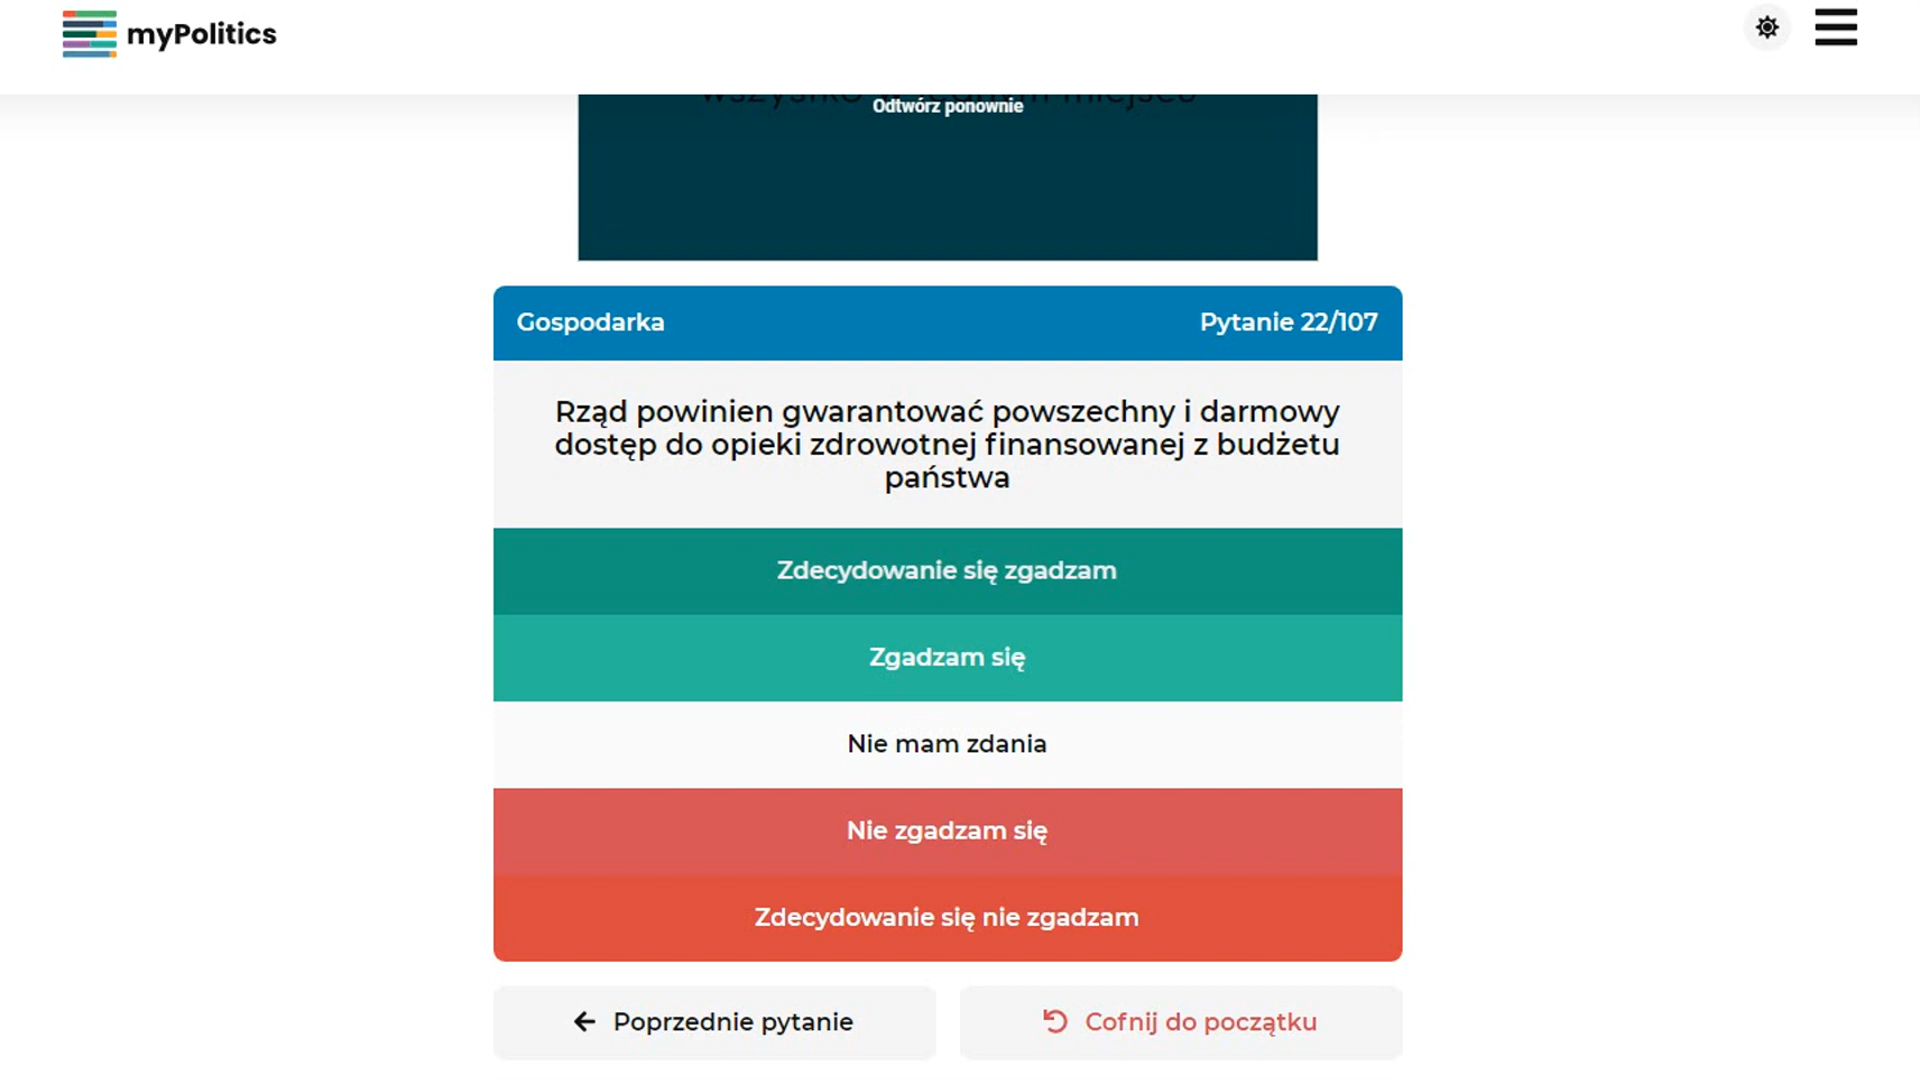 myPolitics
Odtwórz ponownie
Gospodarka
Pytanie 22/107
Rząd powinien gwarantować powszechny i darmowy
dostęp do opieki zdrowotnej finansowanej z budżetu
państwa
Zdecydowanie się zgadzam
Zgadzam się
Nie mam zdania
Nie zgadzam się
Zdecydowanie się nie zgadzam
Poprzednie pytanie
Cofnij do początku